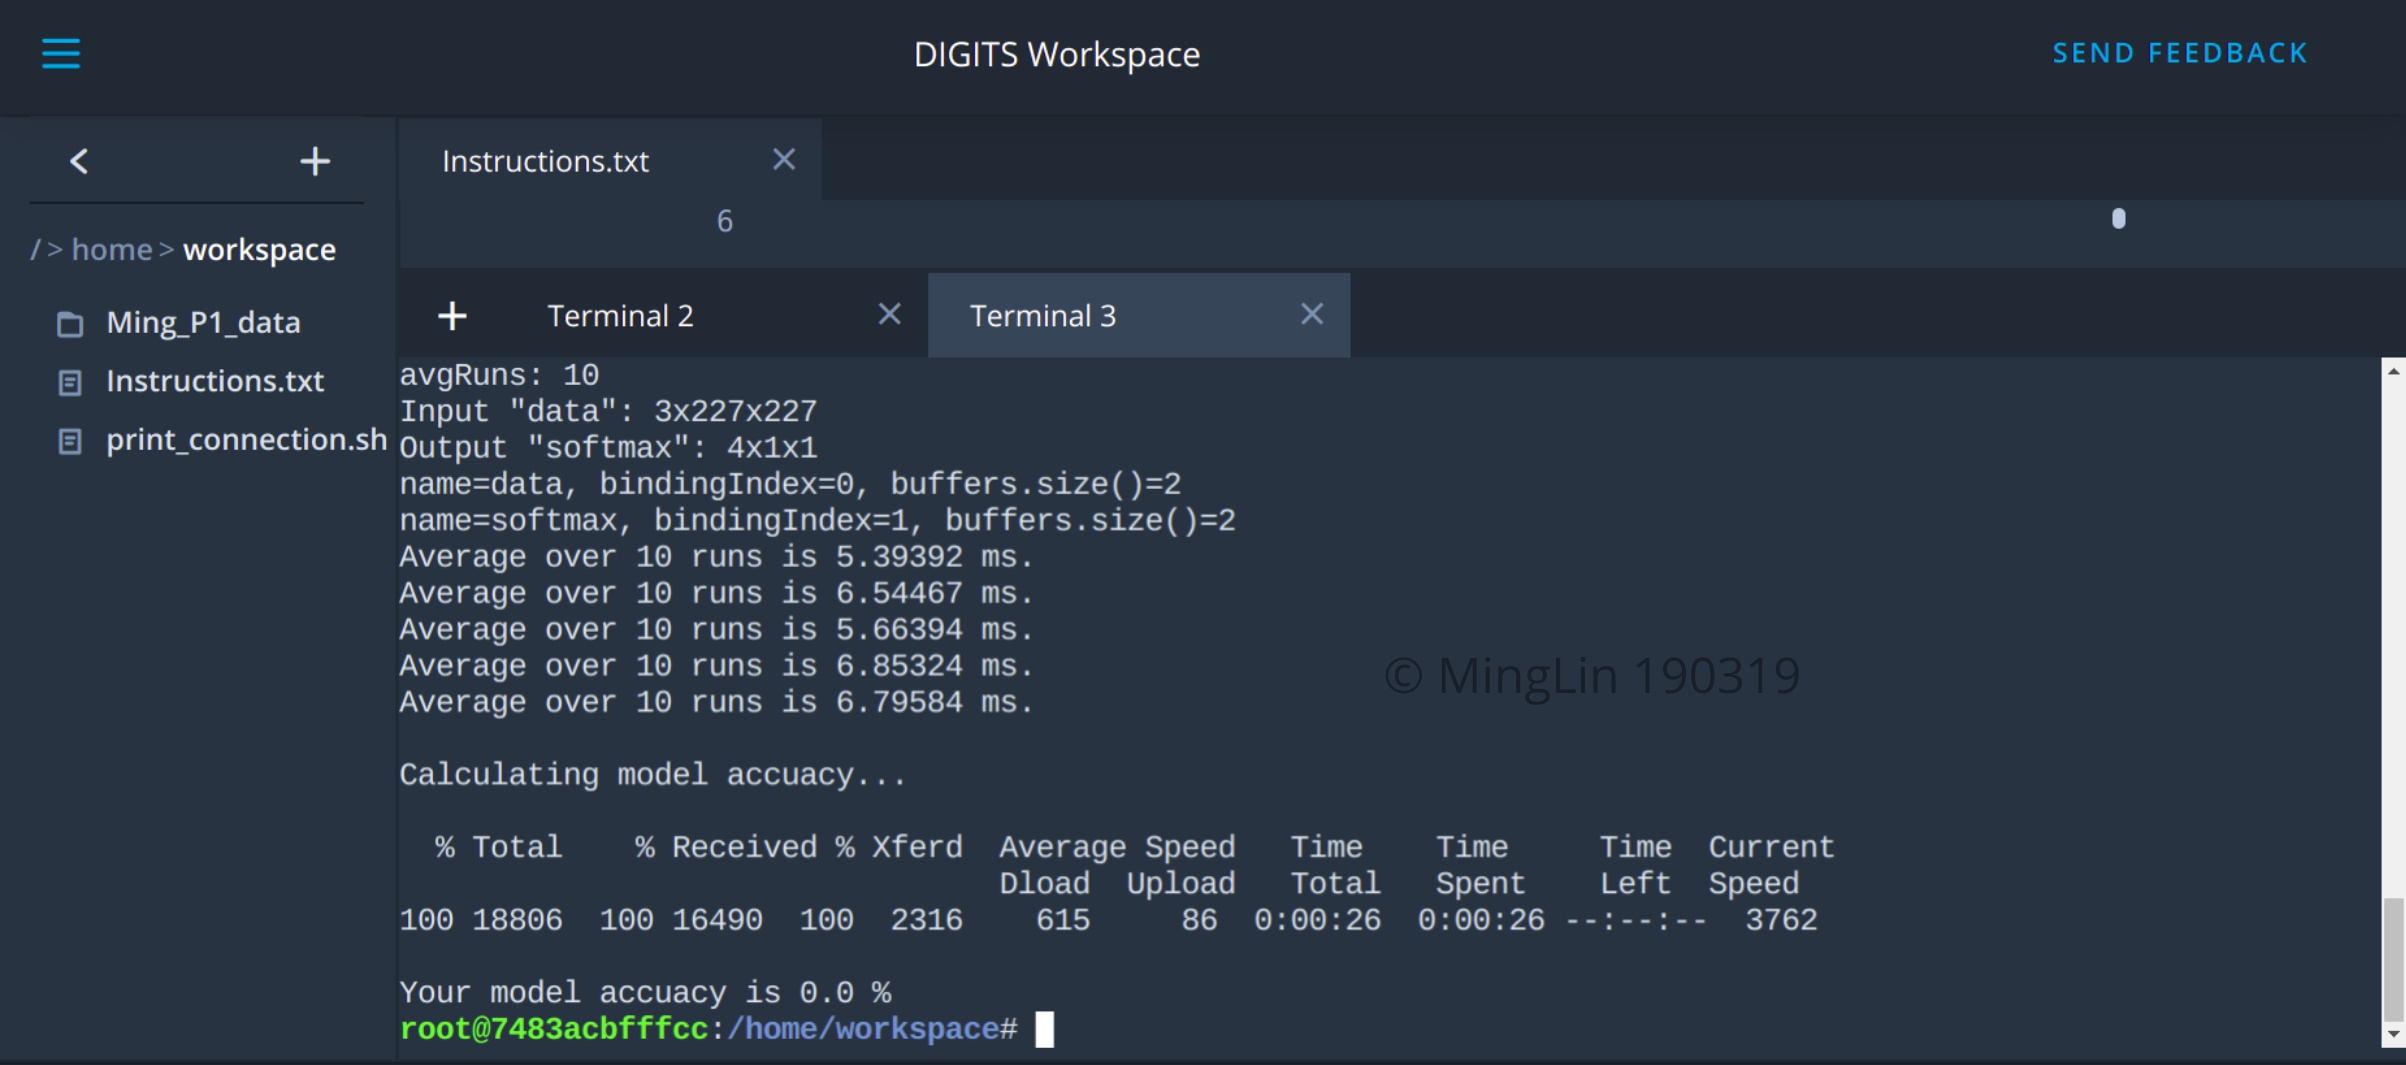 DIGITS Workspace
SEND FEEDBACK
Instructions.txt
6
/ > home > workspace
Ming_P1_data
Instructions.txt
print_connection.sh
Terminal 2
Terminal 3
avgRuns: 10
Input "data": 3x227x227
Output "softmax": 4x1x1
name=data, bindingIndex=0, buffers.size()=2
name=softmax, bindingIndex=1, buffers.size()=2
Average over 10 runs is 5.39392 ms.
Average over 10 runs is 6.54467 ms.
Average over 10 runs is 5.66394 ms.
Average over 10 runs is 6.85324 ms.
Average over 10 runs is 6.79584 ms.
© MingLin 190319
Calculating model accuacy...
% Total % Received % Xferd Average Speed Time Time Time Current
Dload Upload Total Spent Left Speed
100 18806 100 16490 100 2316 615 86 0:00:26 0:00:26 --:--:-- 3762
Your model accuacy is 0.0 %
root@7483acbfffcc:/home/workspace#